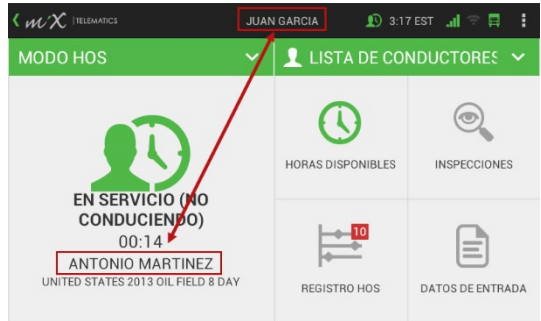 mX | TELEMATICS
JUAN GARCIA
3:17 EST
MODO HOS
LISTA DE CONDUCTORES
EN SERVICIO (NO
CONDUCIENDO)
00:14
ANTONIO MARTINEZ
UNITED STATES 2013 OIL FIELD 8 DAY
HORAS DISPONIBLES
INSPECCIONES
10
REGISTRO HOS
DATOS DE ENTRADA